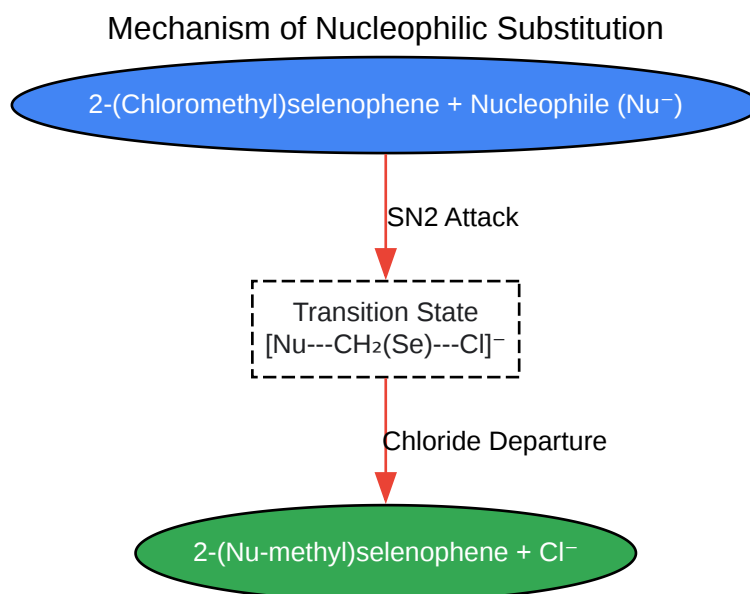 Mechanism of Nucleophilic Substitution
2-(Chloromethyl)selenophene + Nucleophile (Nu⁻)
SN2 Attack
Transition State
[Nu---CH₂(Se)---Cl]⁻
Chloride Departure
2-(Nu-methyl)selenophene + Cl⁻